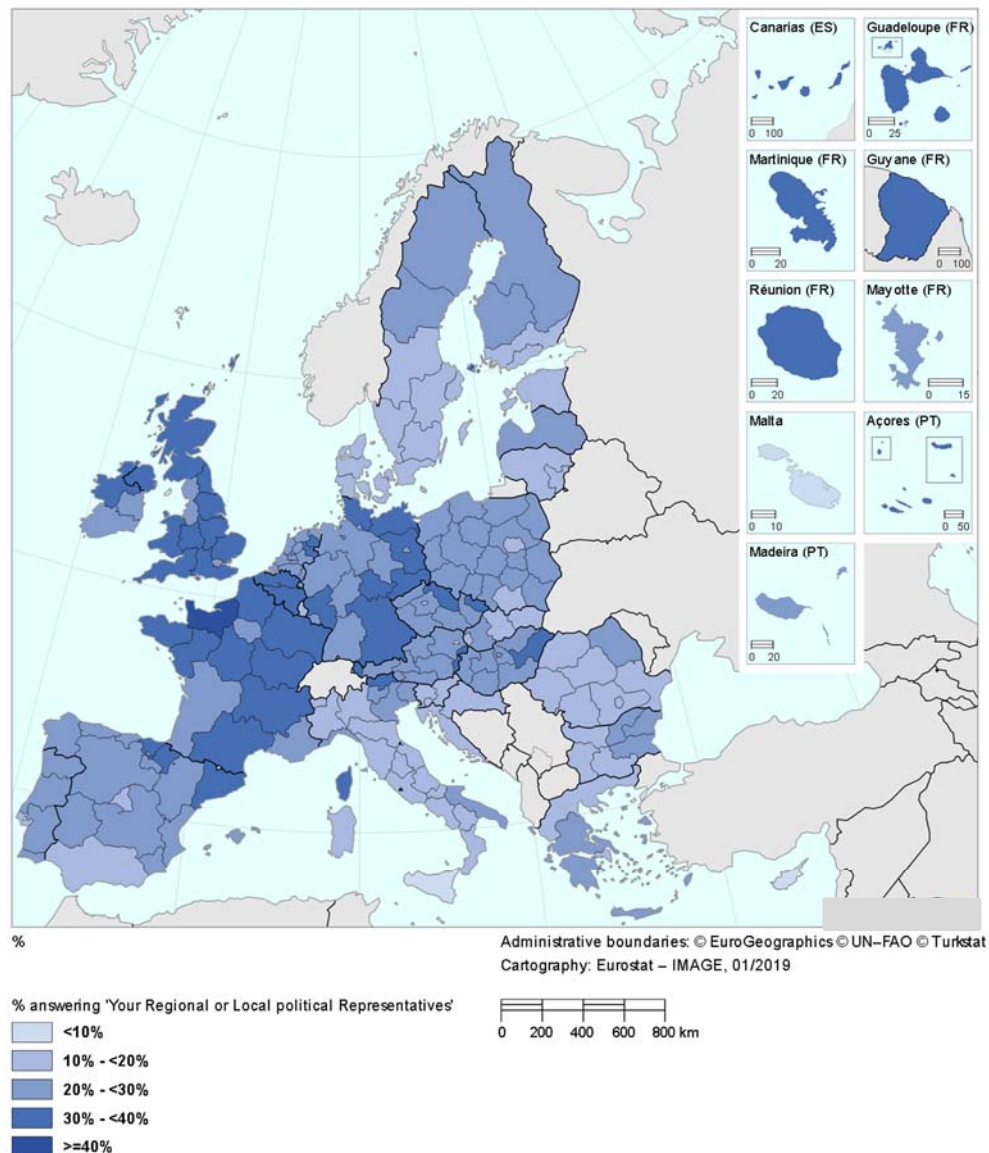 Canarias (ES)
0 100
Guadeloupe (FR)
0 25
Martinique (FR)
0 20
Guyane (FR)
0 100
Réunion (FR)
0 20
Mayotte (FR)
0 15
Malta
0 10
Açores (PT)
0 50
Madeira (PT)
0 20
%
Administrative boundaries: © EuroGeographics © UN–FAO © Turkstat
Cartography: Eurostat – IMAGE, 01/2019
% answering 'Your Regional or Local political Representatives'
<10%
10% - <20%
20% - <30%
30% - <40%
>=40%
0 200 400 600 800 km